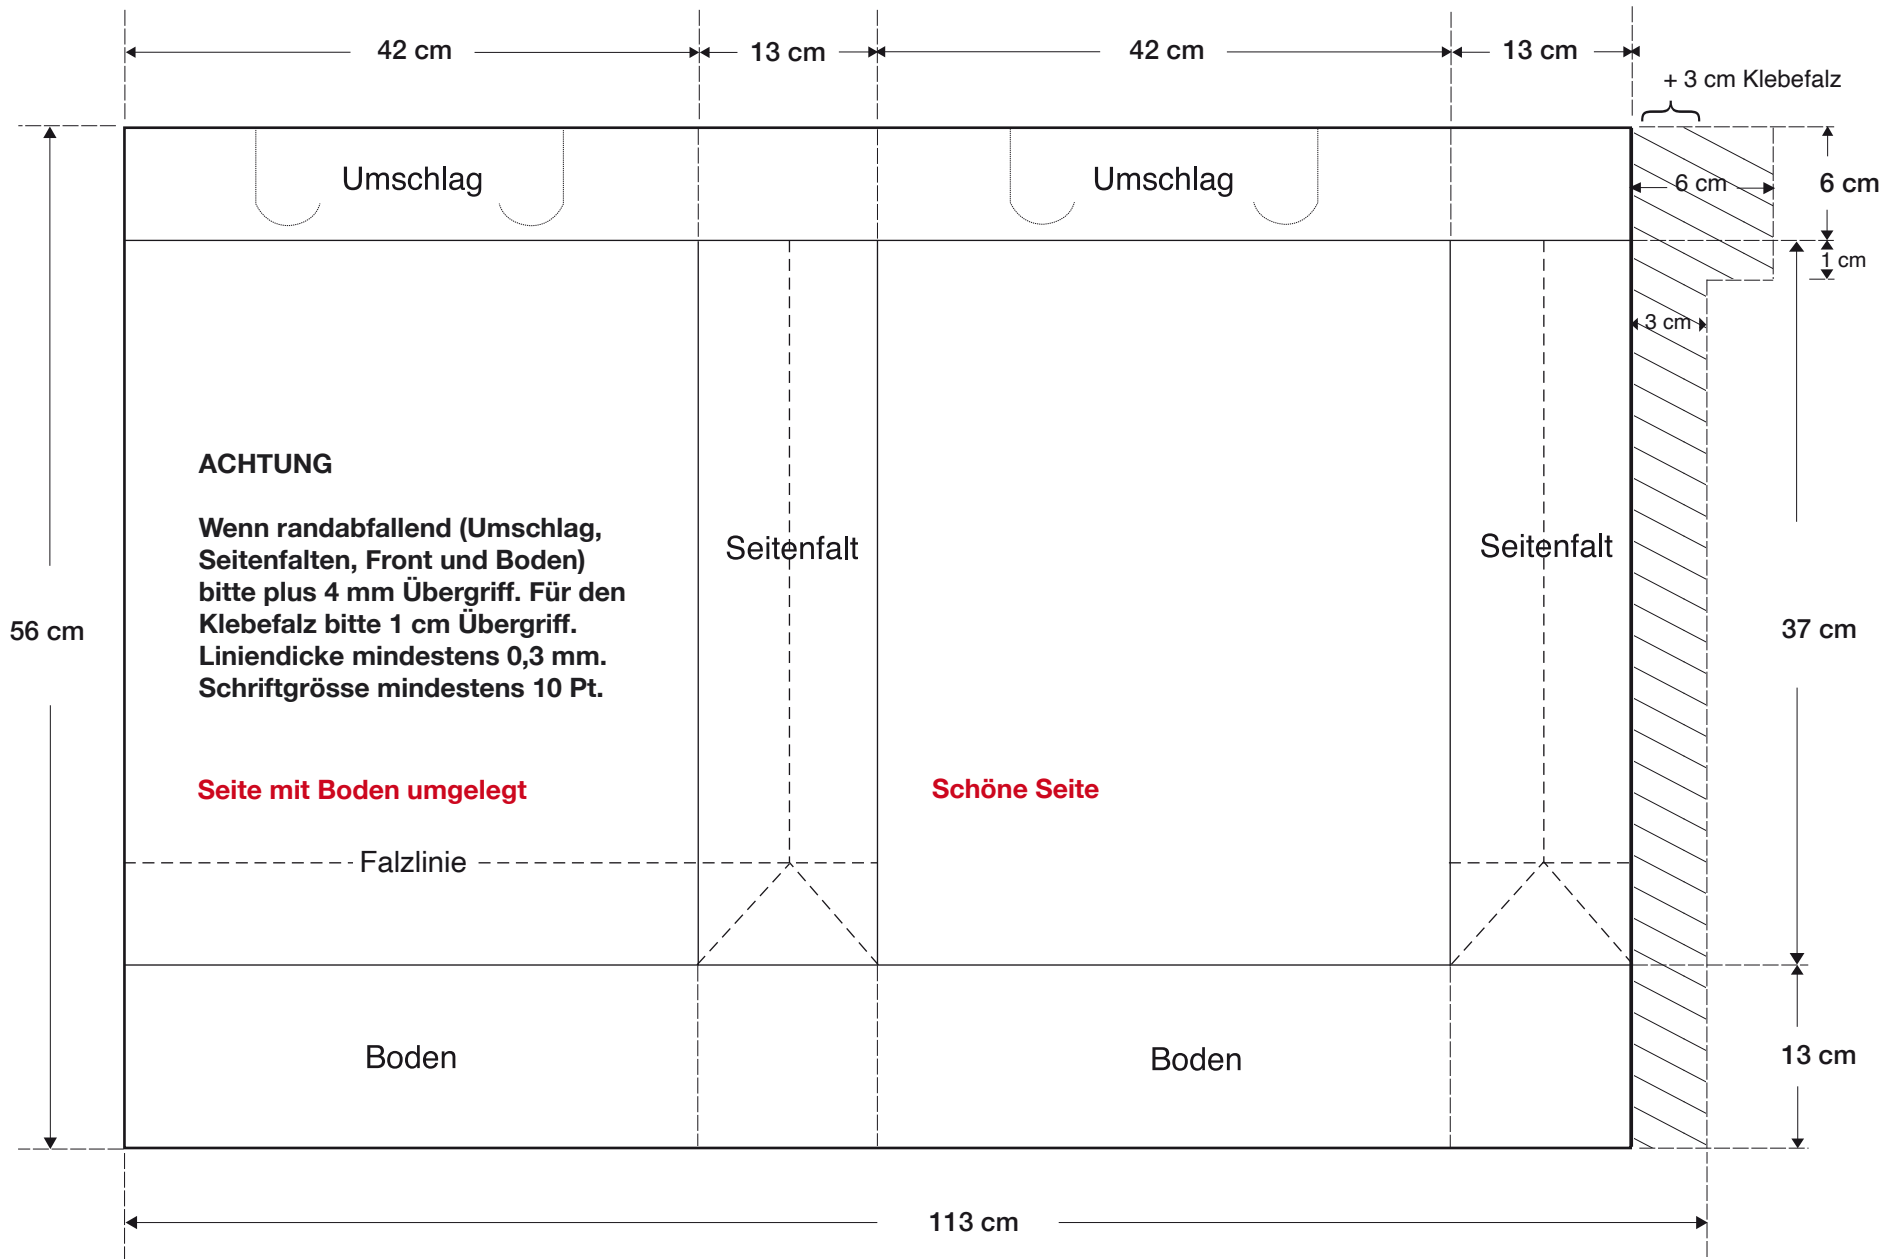 42 cm
13 cm
42 cm
13 cm
+ 3 cm Klebefalz
Umschlag
Umschlag
6 cm
6 cm
1 cm
3 cm
ACHTUNG
Wenn randabfallend (Umschlag,
Seitenfalten, Front und Boden)
bitte plus 4 mm Übergriff. Für den
Klebefalz bitte 1 cm Übergriff.
Liniendicke mindestens 0,3 mm.
Schriftgrösse mindestens 10 Pt.
Seitenfalt
Seitenfalt
56 cm
37 cm
Seite mit Boden umgelegt
Schöne Seite
Falzlinie
Boden
Boden
13 cm
113 cm